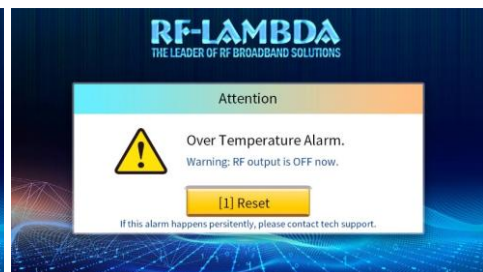 RF-LAMBDA
THE LEADER OF RF BROADBAND SOLUTIONS
Attention
Over Temperature Alarm.
Warning: RF output is OFF now.
[1] Reset
If this alarm happens persitently, please contact tech support.